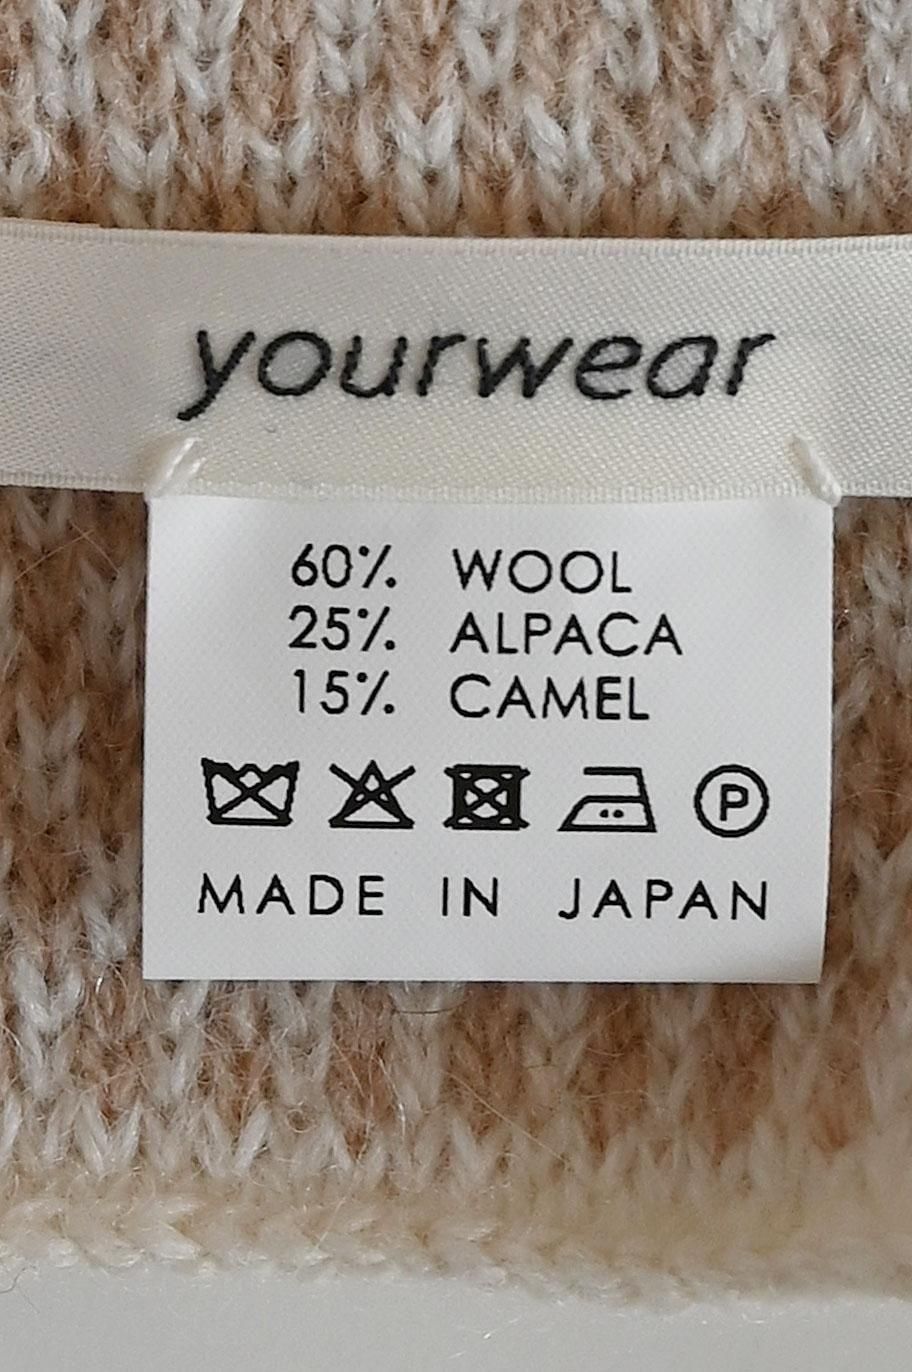 yourwear
60% WOOL
25% ALPACA
15% CAMEL
P
MADE IN JAPAN